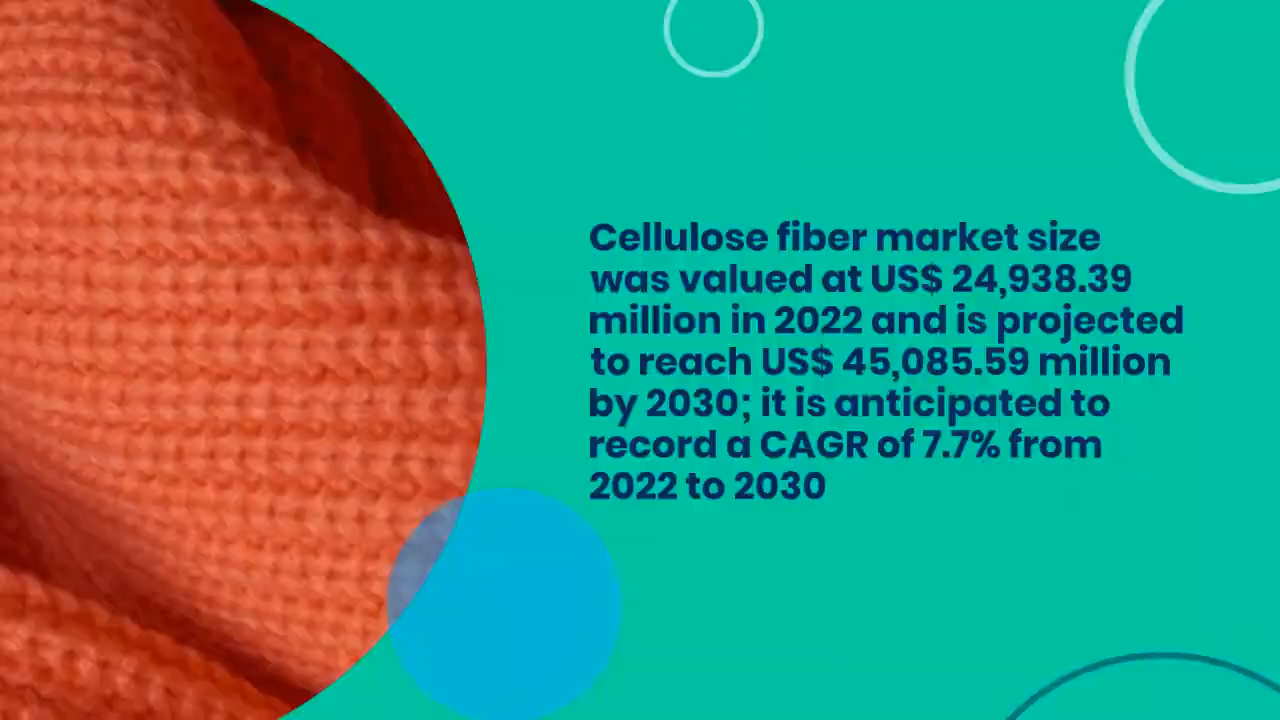 Cellulose fiber market size
was valued at US$ 24,938.39
million in 2022 and is projected
to reach US$ 45,085.59 million
by 2030; it is anticipated to
record a CAGR of 7.7% from
2022 to 2030